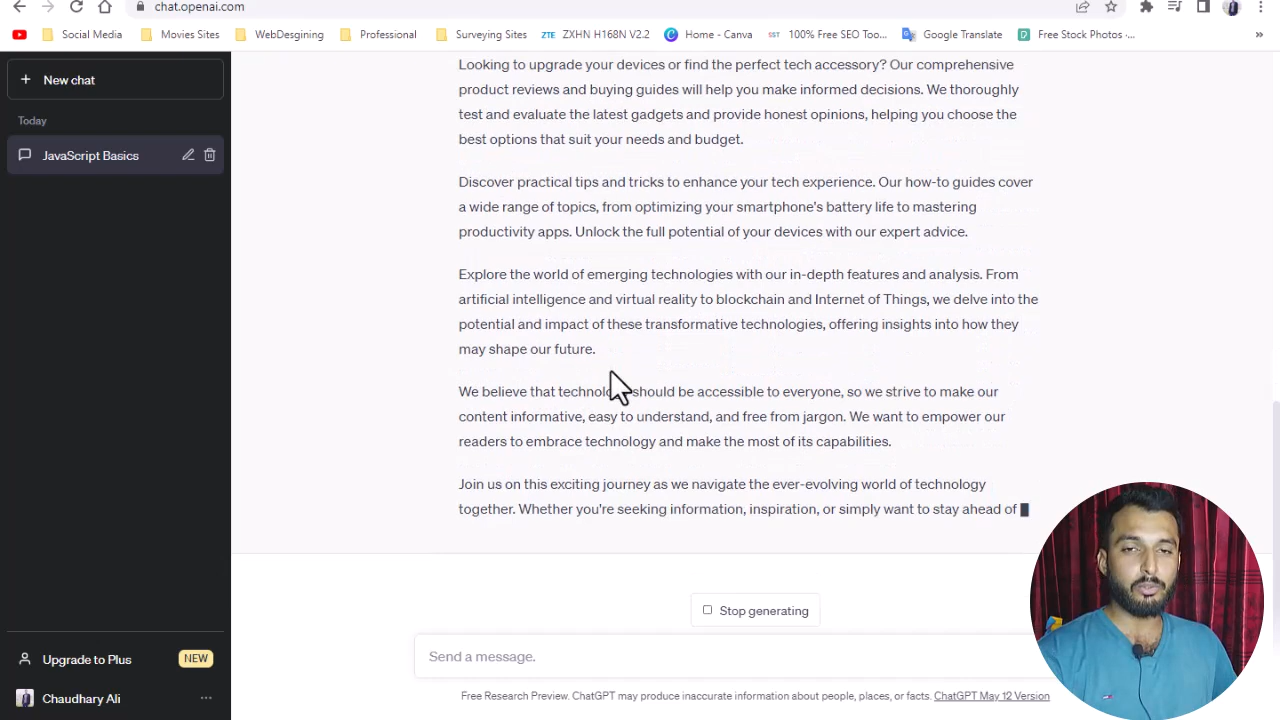 chat.openai.com
Social Media
Movies Sites
WebDesgining
Professional
Surveying Sites
ZTE ZXHN H168N V2.2
Home - Canva
SST 100% Free SEO Too...
Google Translate
Free Stock Photos -...
»
+ New chat
Today
JavaScript Basics
Looking to upgrade your devices or find the perfect tech accessory? Our comprehensive
product reviews and buying guides will help you make informed decisions. We thoroughly
test and evaluate the latest gadgets and provide honest opinions, helping you choose the
best options that suit your needs and budget.
Discover practical tips and tricks to enhance your tech experience. Our how-to guides cover
a wide range of topics, from optimizing your smartphone's battery life to mastering
productivity apps. Unlock the full potential of your devices with our expert advice.
Explore the world of emerging technologies with our in-depth features and analysis. From
artificial intelligence and virtual reality to blockchain and Internet of Things, we delve into the
potential and impact of these transformative technologies, offering insights into how they
may shape our future.
We believe that technology should be accessible to everyone, so we strive to make our
content informative, easy to understand, and free from jargon. We want to empower our
readers to embrace technology and make the most of its capabilities.
Join us on this exciting journey as we navigate the ever-evolving world of technology
together. Whether you're seeking information, inspiration, or simply want to stay ahead of
Stop generating
Send a message.
Free Research Preview. ChatGPT may produce inaccurate information about people, places, or facts. ChatGPT May 12 Version
Upgrade to Plus
NEW
Chaudhary Ali
...